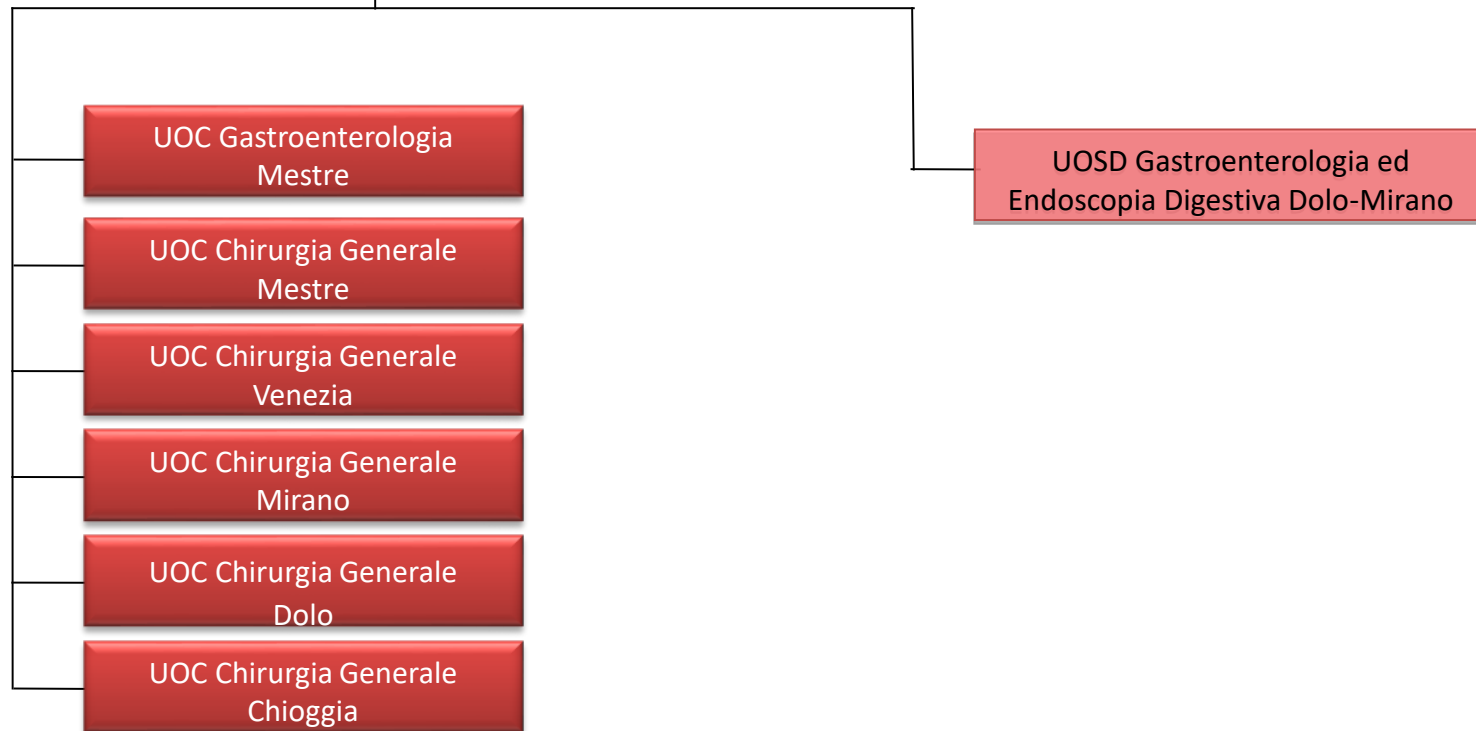 UOC Gastroenterologia
Mestre
UOC Chirurgia Generale
Mestre
UOC Chirurgia Generale
Venezia
UOC Chirurgia Generale
Mirano
UOC Chirurgia Generale
Dolo
UOC Chirurgia Generale
Chioggia
UOSD Gastroenterologia ed
Endoscopia Digestiva Dolo-Mirano